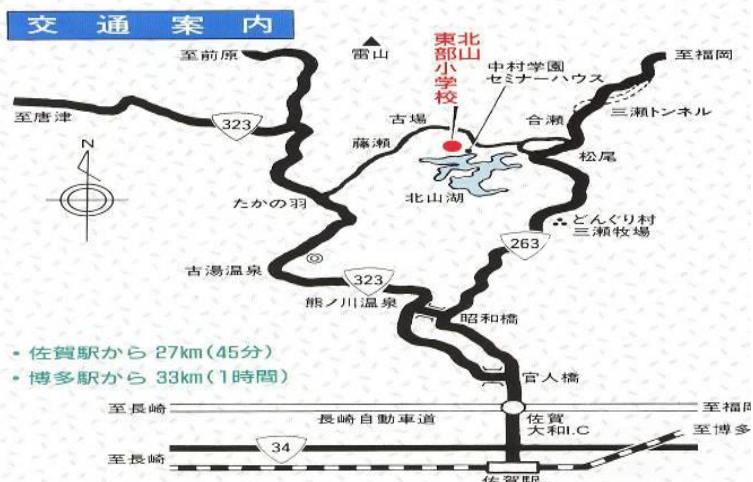 交通案内
至前原
雷山
北山
東部小学校
至福岡
中村学園
セミナーハウス
三瀬トンネル
至唐津
323
古場
合瀬
藤瀬
松尾
N
北山湖
たかの羽
どんぐり村
三瀬牧場
263
古湯温泉
323
熊ノ川温泉
昭和橋
・佐賀駅から 27km(45分)
・博多駅から 33km(1時間)
官人橋
至長崎
長崎自動車道
佐賀
大和I.C
至福岡
至博多
34
至長崎
佐賀駅